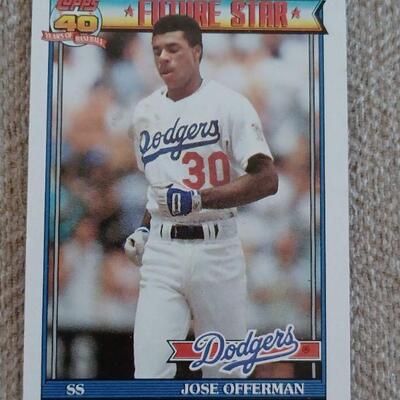 TOPPS
40
YEARS OF BASEBALL
FUTURE STAR
Dodgers
30
Dodgers
SS JOSE OFFERMAN